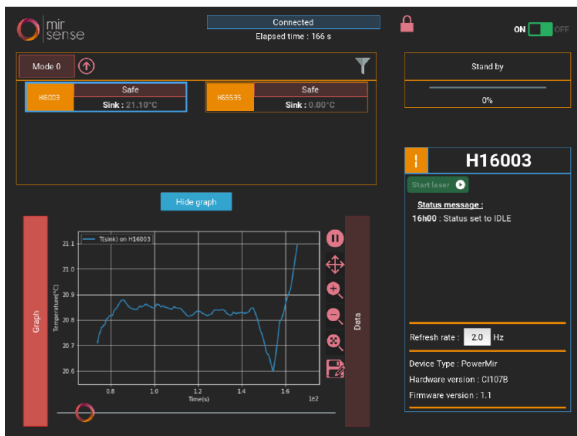 mir
sense
Connected
Elapsed time : 166 s
ON
OFF
Mode 0
H6003
Safe
Sink : 21.10°C
H65535
Safe
Sink : 0.00°C
Stand by
0%
Hide graph
H16003
Start laser
Status message :
16h00 : Status set to IDLE
Graph
T(sink) on H16003
21.1
21.0
20.9
20.8
20.7
20.6
Temperature(°C)
0.8 1.0 1.2 1.4 1.6
Time(s)
1e2
Data
Refresh rate : 2.0 Hz
Device Type : PowerMir
Hardware version : CI107B
Firmware version : 1.1